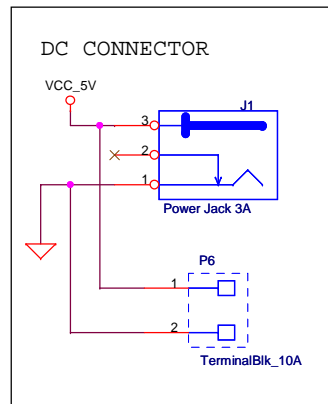 DC CONNECTOR
VCC_5V
J1
3
2
1
Power Jack 3A
P6
1
2
TerminalBlk_10A